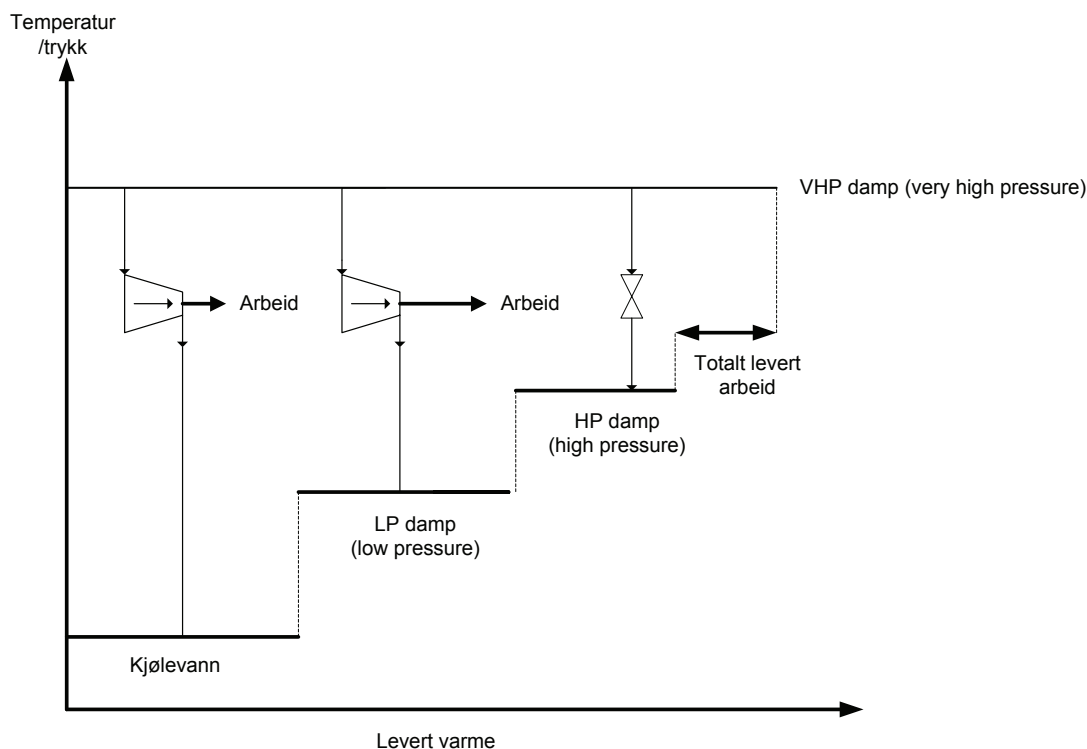 Temperatur
/trykk
VHP damp (very high pressure)
Arbeid
Arbeid
Totalt levert
arbeid
HP damp
(high pressure)
LP damp
(low pressure)
Kjølevann
Levert varme